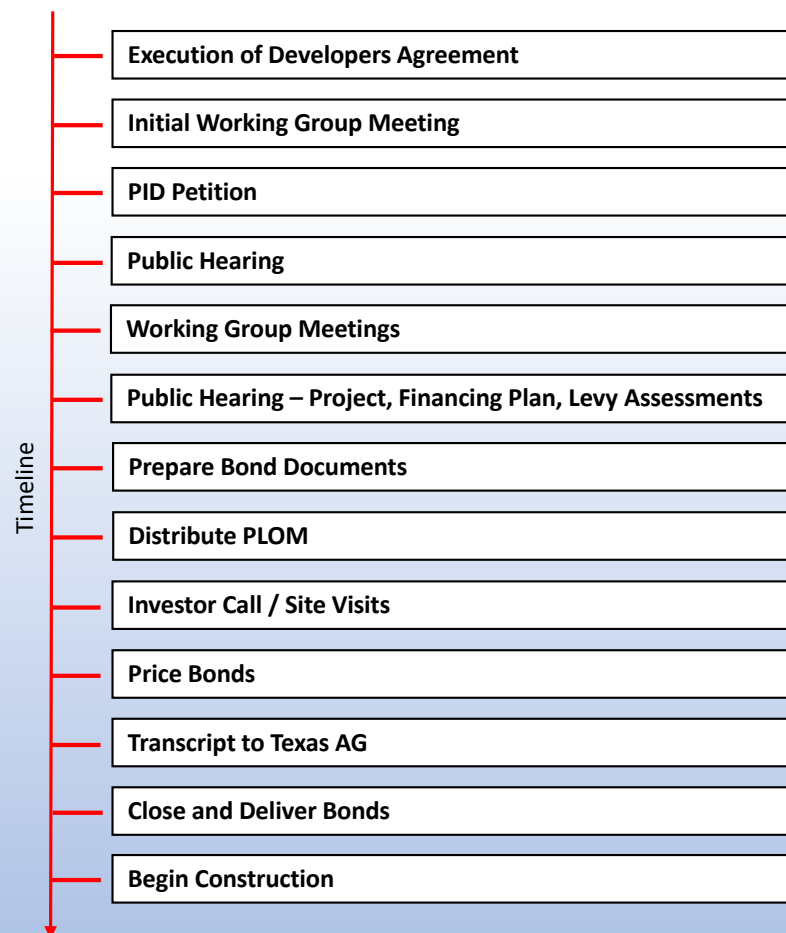 Execution of Developers Agreement
Initial Working Group Meeting
PID Petition
Public Hearing
Working Group Meetings
Public Hearing – Project, Financing Plan, Levy Assessments
Timeline
Prepare Bond Documents
Distribute PLOM
Investor Call / Site Visits
Price Bonds
Transcript to Texas AG
Close and Deliver Bonds
Begin Construction